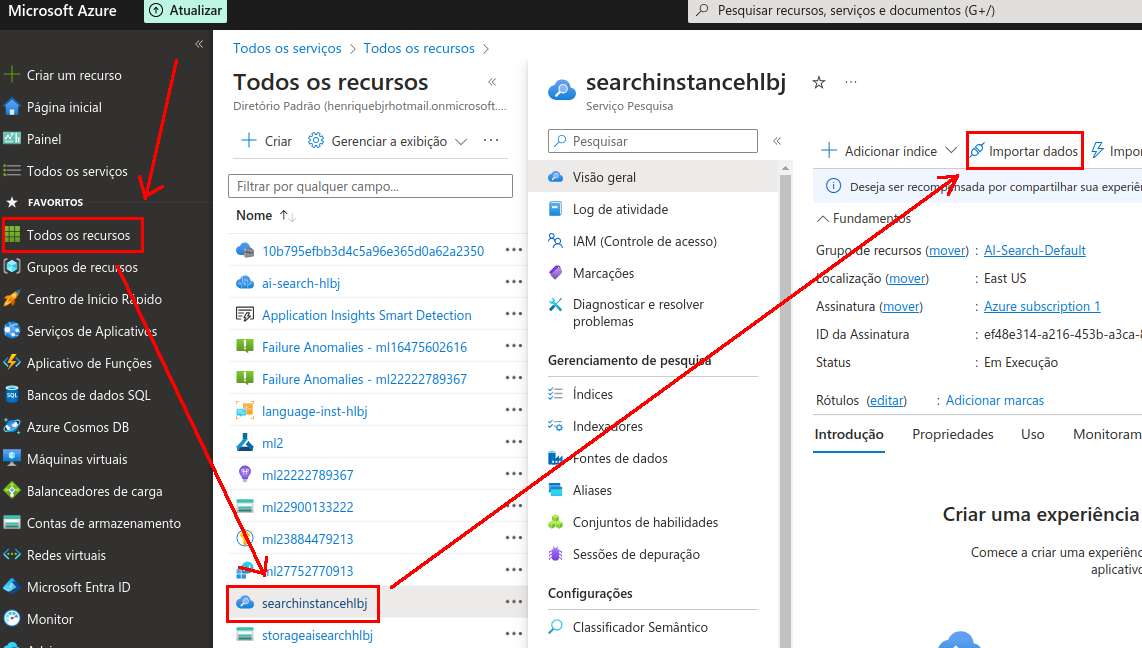 Microsoft Azure
Atualizar
Pesquisar recursos, serviços e documentos (G+/)
«
Criar um recurso
Página inicial
Painel
Todos os serviços
FAVORITOS
Todos os recursos
Grupos de recursos
Centro de Início Rápido
Serviços de Aplicativos
Aplicativo de Funções
Bancos de dados SQL
Azure Cosmos DB
Máquinas virtuais
Balanceadores de carga
Contas de armazenamento
Redes virtuais
Microsoft Entra ID
Monitor
Todos os serviços > Todos os recursos >
Todos os recursos «
Diretório Padrão (henriquebjrhotmail.onmicrosoft....
+ Criar Gerenciar a exibição ...
Filtrar por qualquer campo...
Nome ↑↓
10b795efbb3d4c5a96e365d0a62a2350 ...
ai-search-hlbj ...
Application Insights Smart Detection ...
Failure Anomalies - ml16475602616 ...
Failure Anomalies - ml22222789367 ...
language-inst-hlbj ...
ml2 ...
ml22222789367 ...
ml22900133222 ...
ml23884479213 ...
ml27752770913 ...
searchinstancehlbj ...
storageaisearchhlbj ...
searchinstancehlbj ...
Serviço Pesquisa
Pesquisar «
Visão geral
Log de atividade
IAM (Controle de acesso)
Marcações
Diagnosticar e resolver
problemas
Gerenciamento de pesquisa
Índices
Indexadores
Fontes de dados
Aliases
Conjuntos de habilidades
Sessões de depuração
Configurações
Classificador Semântico
+ Adicionar índice Importar dados Impor
Deseja ser recompensada por compartilhar sua experiê
Fundamentos
Grupo de recursos (mover) : AI-Search-Default
Localização (mover) : East US
Assinatura (mover) : Azure subscription 1
ID da Assinatura : ef48e314-a216-453b-a3ca-
Status : Em Execução
Rótulos (editar) : Adicionar marcas
Introdução Propriedades Uso Monitoram
Criar uma experiência
Comece a criar uma experiênc
aplicativo